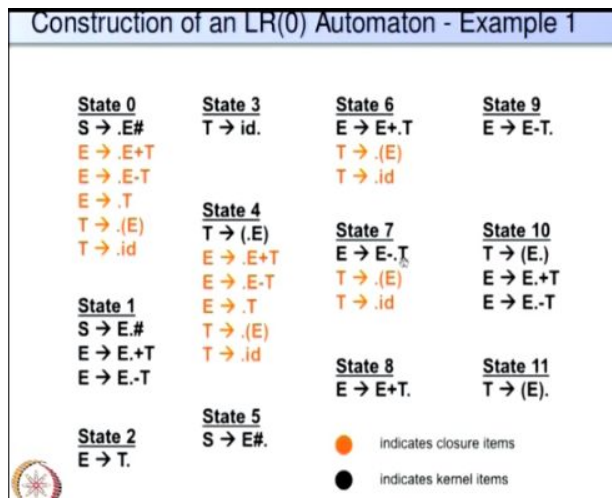 Construction of an LR(0) Automaton - Example 1
State 0
S → .E#
E → .E+T
E → .E-T
E → .T
T → .(E)
T → .id
State 1
S → E.#
E → E.+T
E → E.-T
State 2
E → T.
State 3
T → id.
State 4
T → (.E)
E → .E+T
E → .E-T
E → .T
T → .(E)
T → .id
State 5
S → E#.
State 6
E → E+.T
T → .(E)
T → .id
State 7
E → E-.T
T → .(E)
T → .id
State 8
E → E+T.
State 9
E → E-T.
State 10
T → (E.)
E → E.+T
E → E.-T
State 11
T → (E).
indicates closure items
indicates kernel items